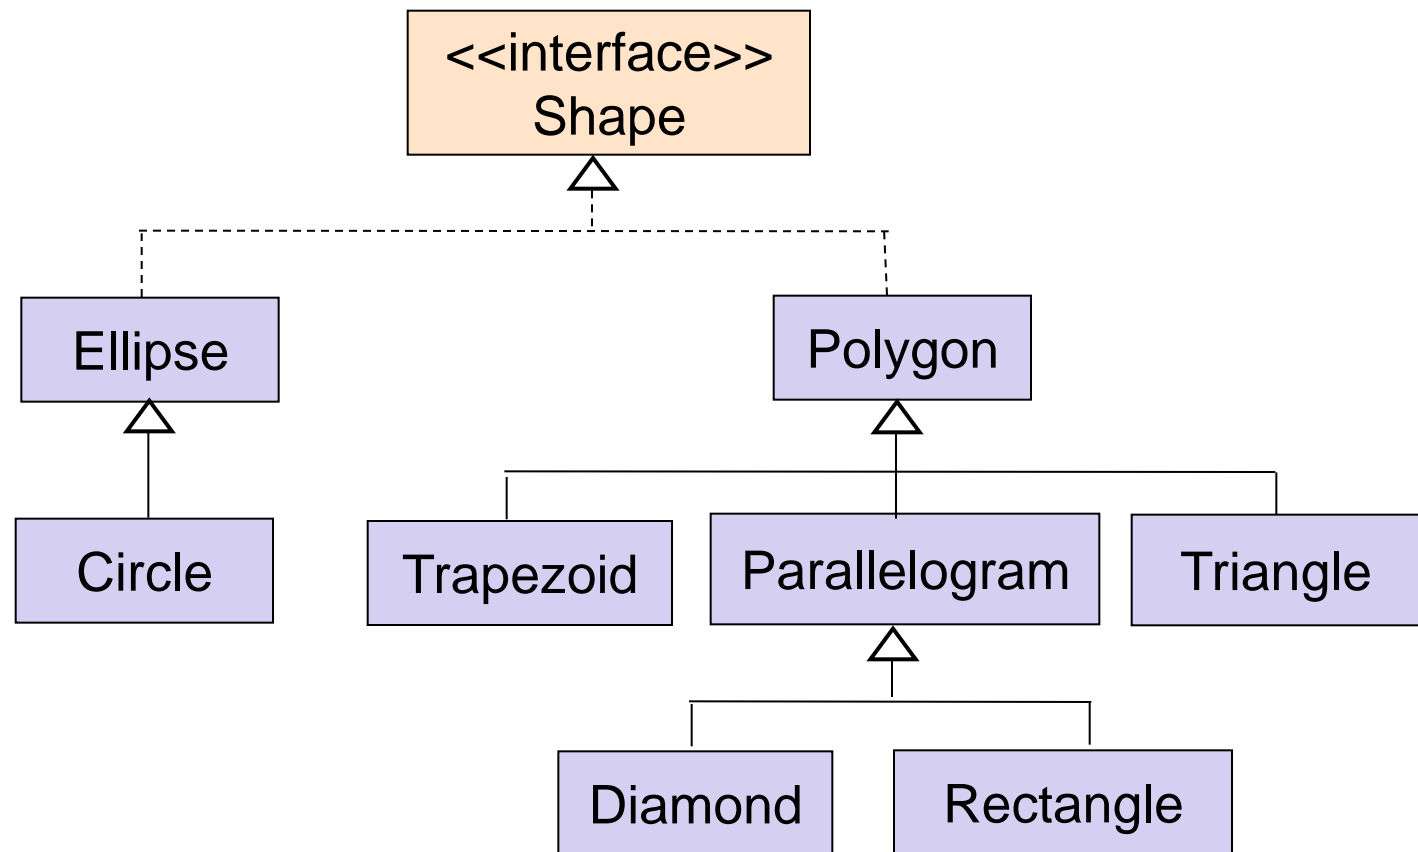 <<interface>>
Shape
Ellipse
Polygon
Circle
Trapezoid
Parallelogram
Triangle
Diamond
Rectangle